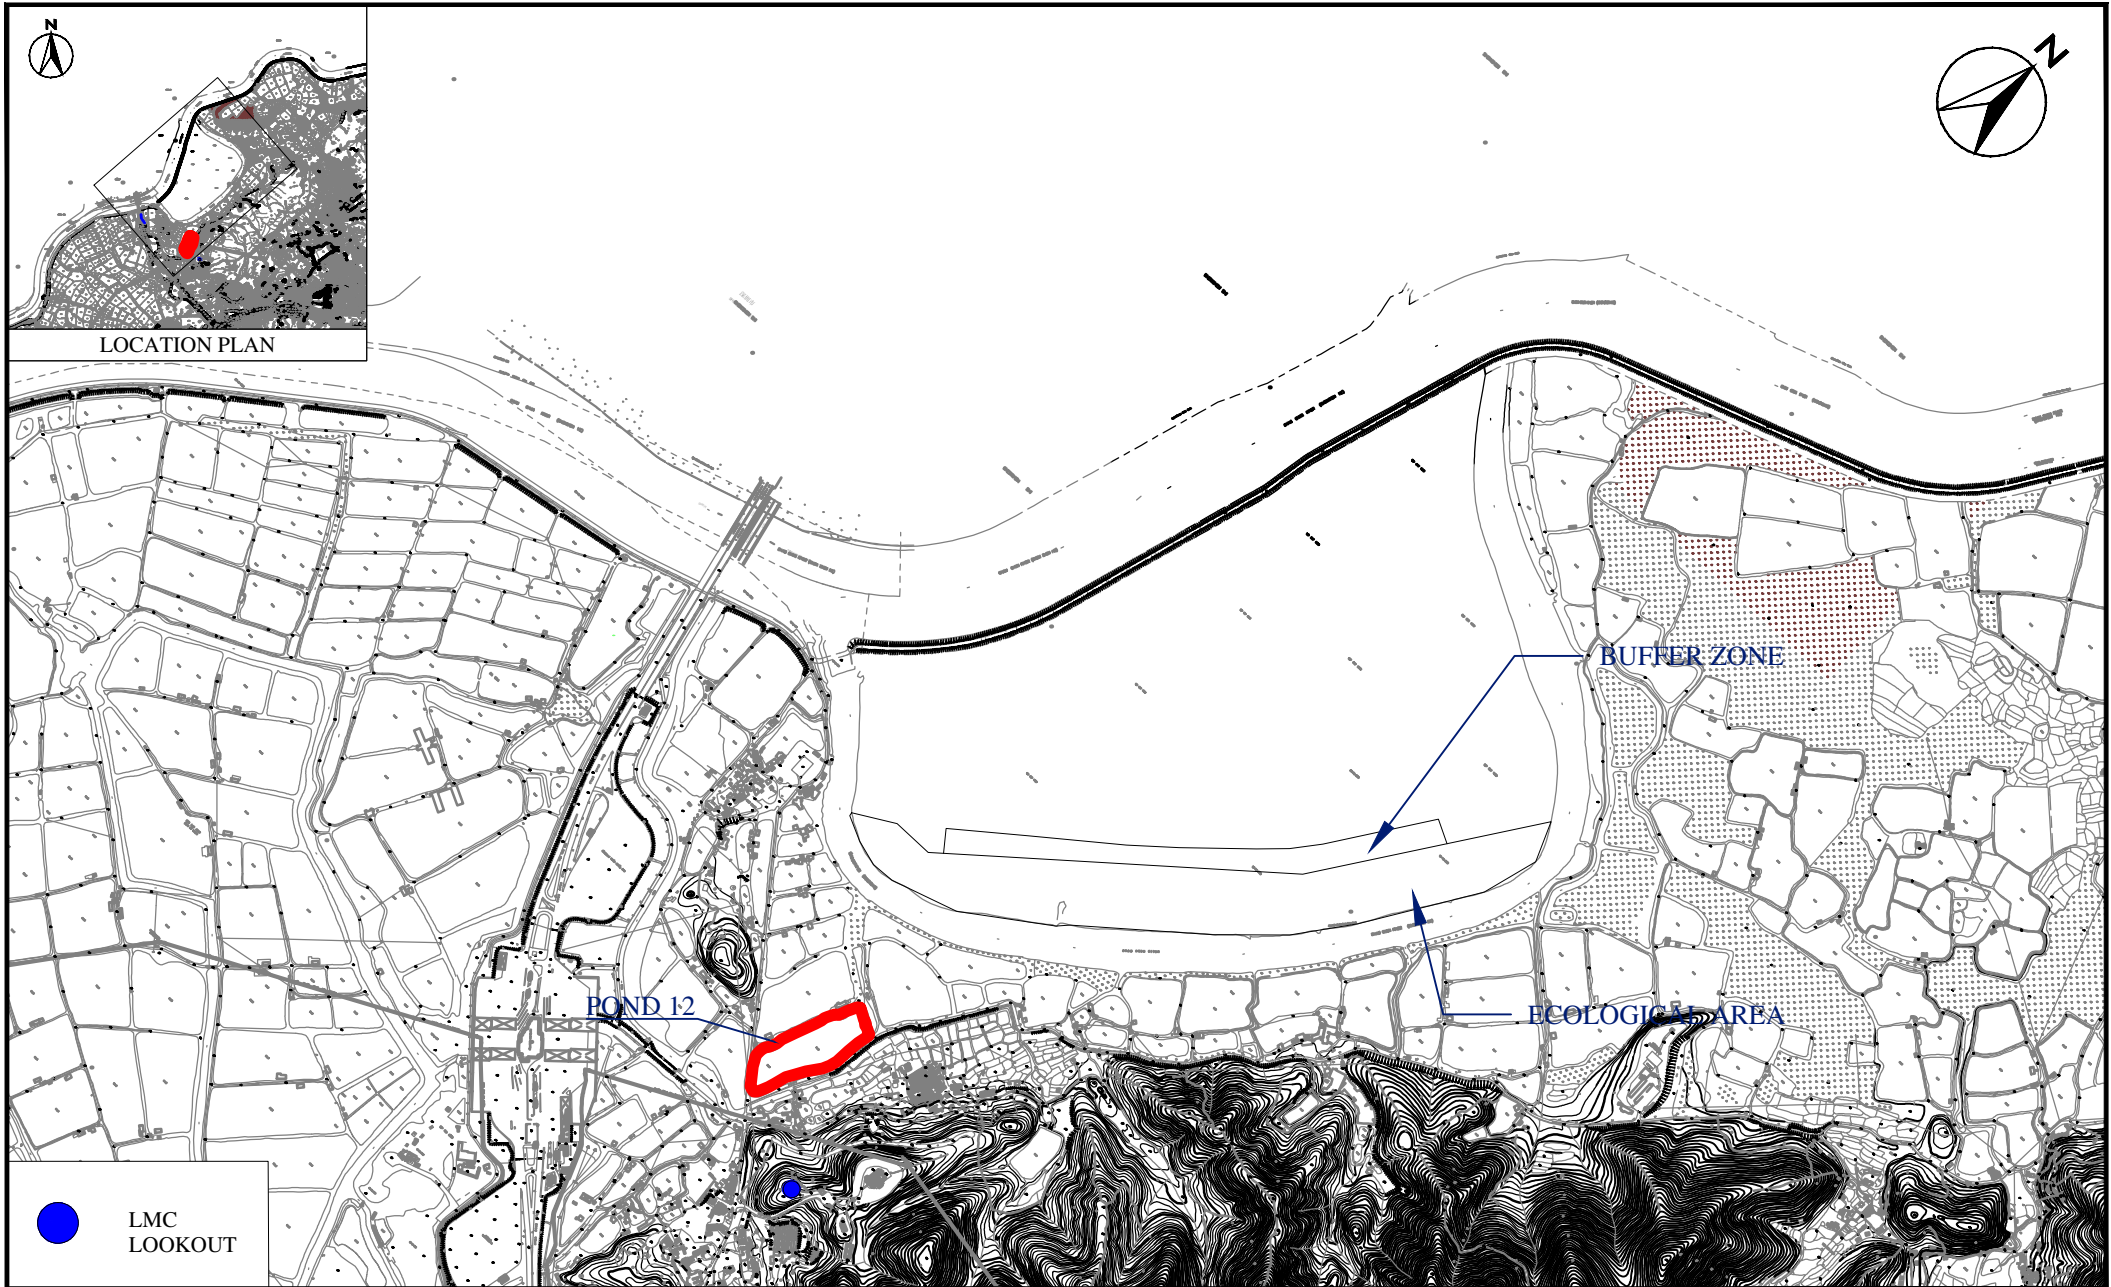 N
N
LOCATION PLAN
BUFFER ZONE
POND 12
ECOLOGICAL AREA
LMC
LOOKOUT